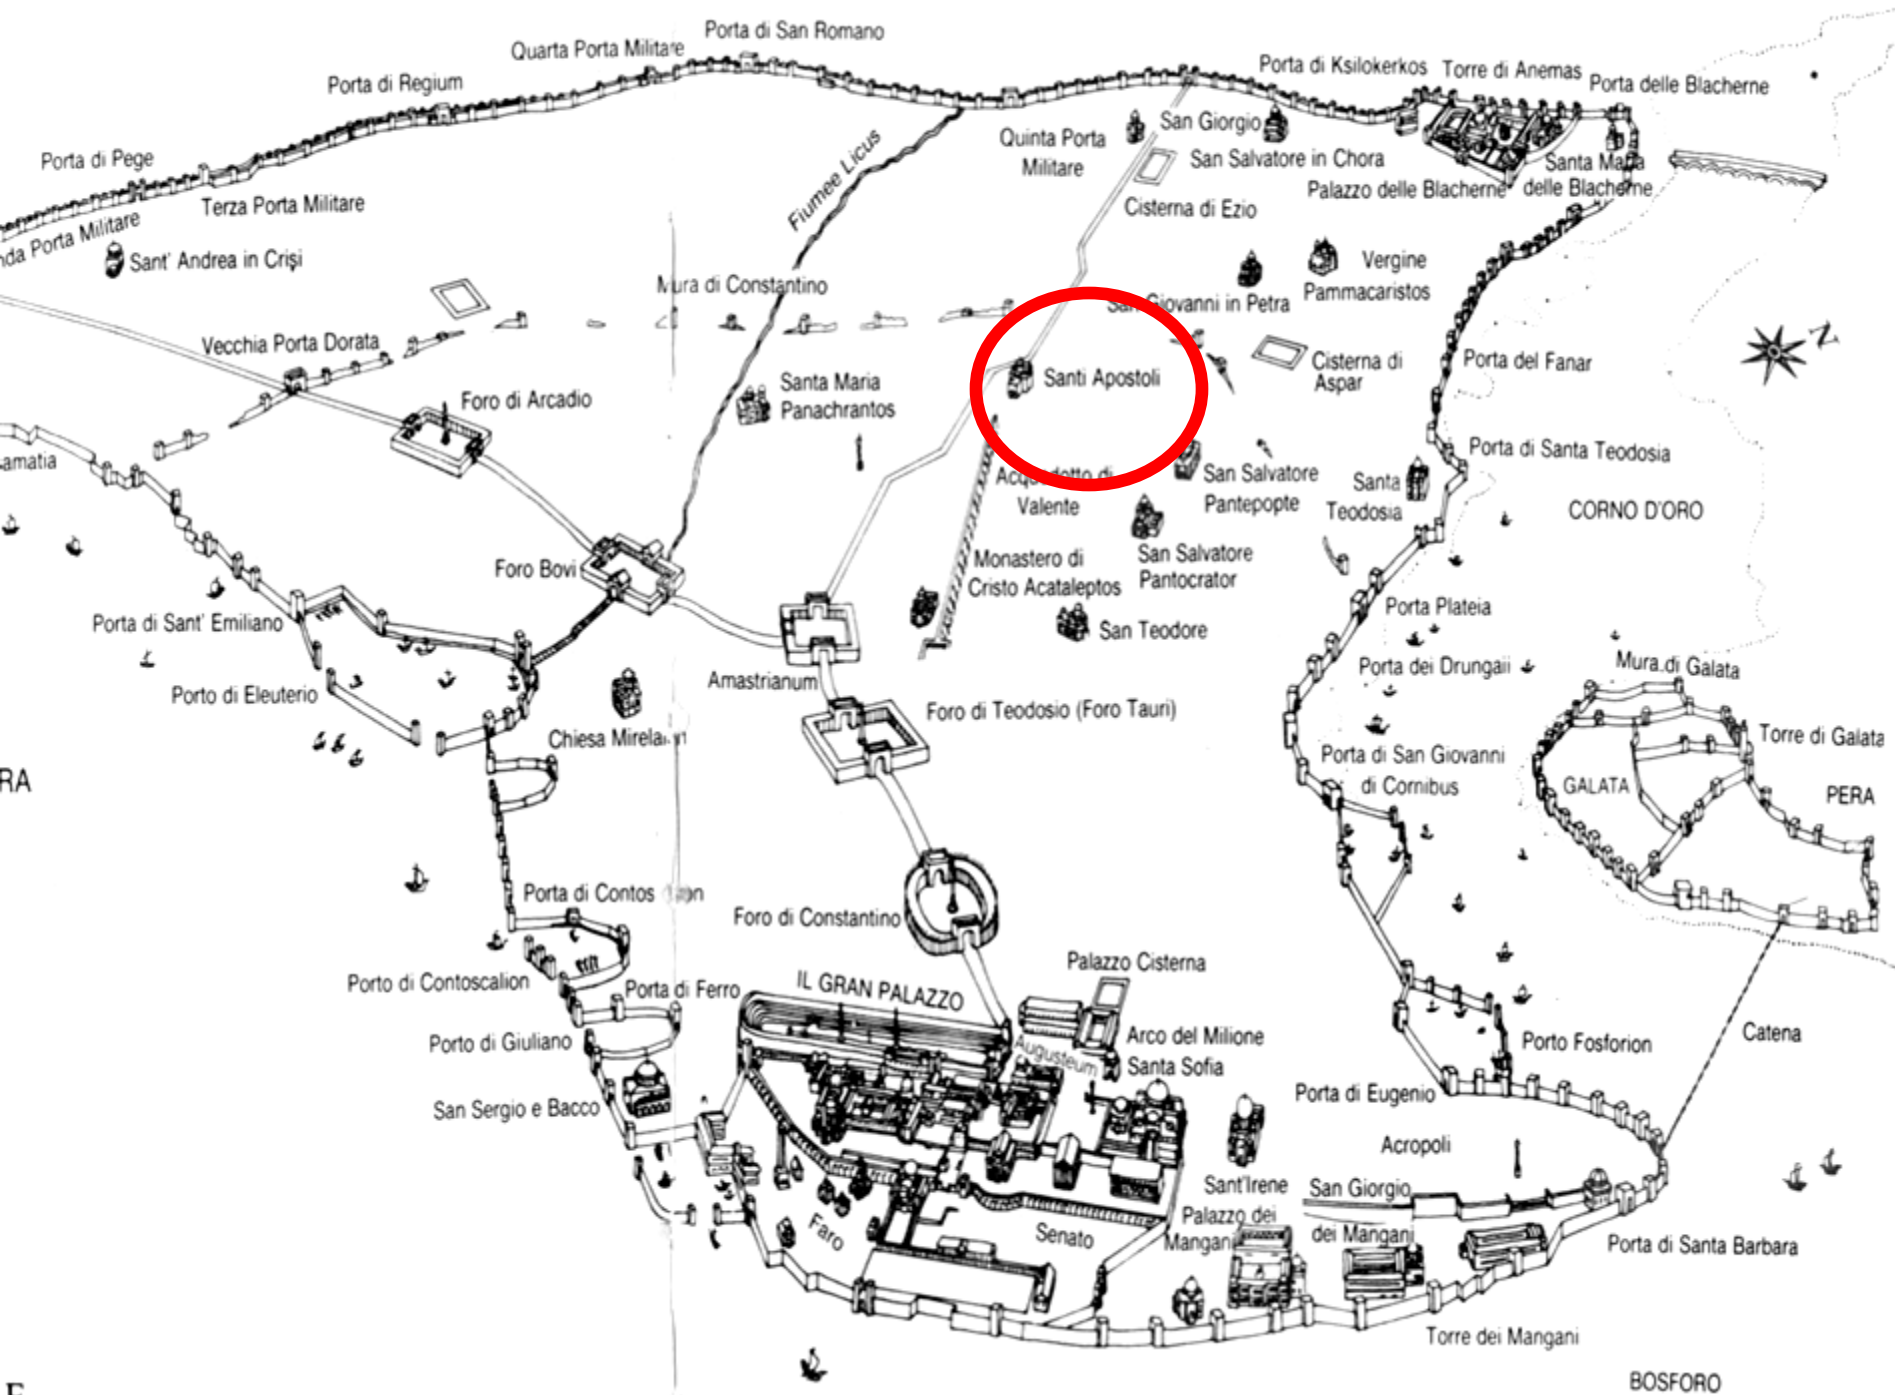 Porta di San Romano
Quarta Porta Militare
Porta di Regium
Porta di Ksilokerkos
Torre di Anemas
Porta delle Blacherne
Porta di Pege
Terza Porta Militare
nda Porta Militare
Sant' Andrea in Crişi
Fiumee Licus
Quinta Porta
Militare
San Giorgio
San Salvatore in Chora
Santa Maria
delle Blacherne
Palazzo delle Blacherne
Cisterna di Ezio
Vergine
Pammacaristos
Mura di Constantino
San Giovanni in Petra
Vecchia Porta Dorata
Cisterna di
Aspar
Porta del Fanar
N
Foro di Arcadio
Santa Maria
Panachrantos
Santi Apostoli
amatia
Porta di Santa Teodosia
Acquedotto di
Valente
San Salvatore
Pantepopte
Santa
Teodosia
CORNO D'ORO
Foro Bovi
Monastero di
Cristo Acataleptos
San Salvatore
Pantocrator
Porta di Sant' Emiliano
San Teodore
Porta Plateia
Porta dei Drungaii
Mura di Galata
Porto di Eleuterio
Amastrianum
Foro di Teodosio (Foro Tauri)
Chiesa
Torre di Galata
Porta di San Giovanni
di Cornibus
RA
GALATA
PERA
Porta di
Foro di Constantino
Porto di Contoscalion
Porta di Ferro
IL GRAN PALAZZO
Palazzo Cisterna
Porto di Giuliano
Arco del Milione
Augusteum
Santa Sofia
Porto Fosforion
Catena
San Sergio e Bacco
Porta di Eugenio
Acropoli
Sant'Irene
San Giorgio
dei Mangani
Palazzo dei
Mangani
Faro
Senato
Porta di Santa Barbara
Torre dei Mangani
BOSFORO